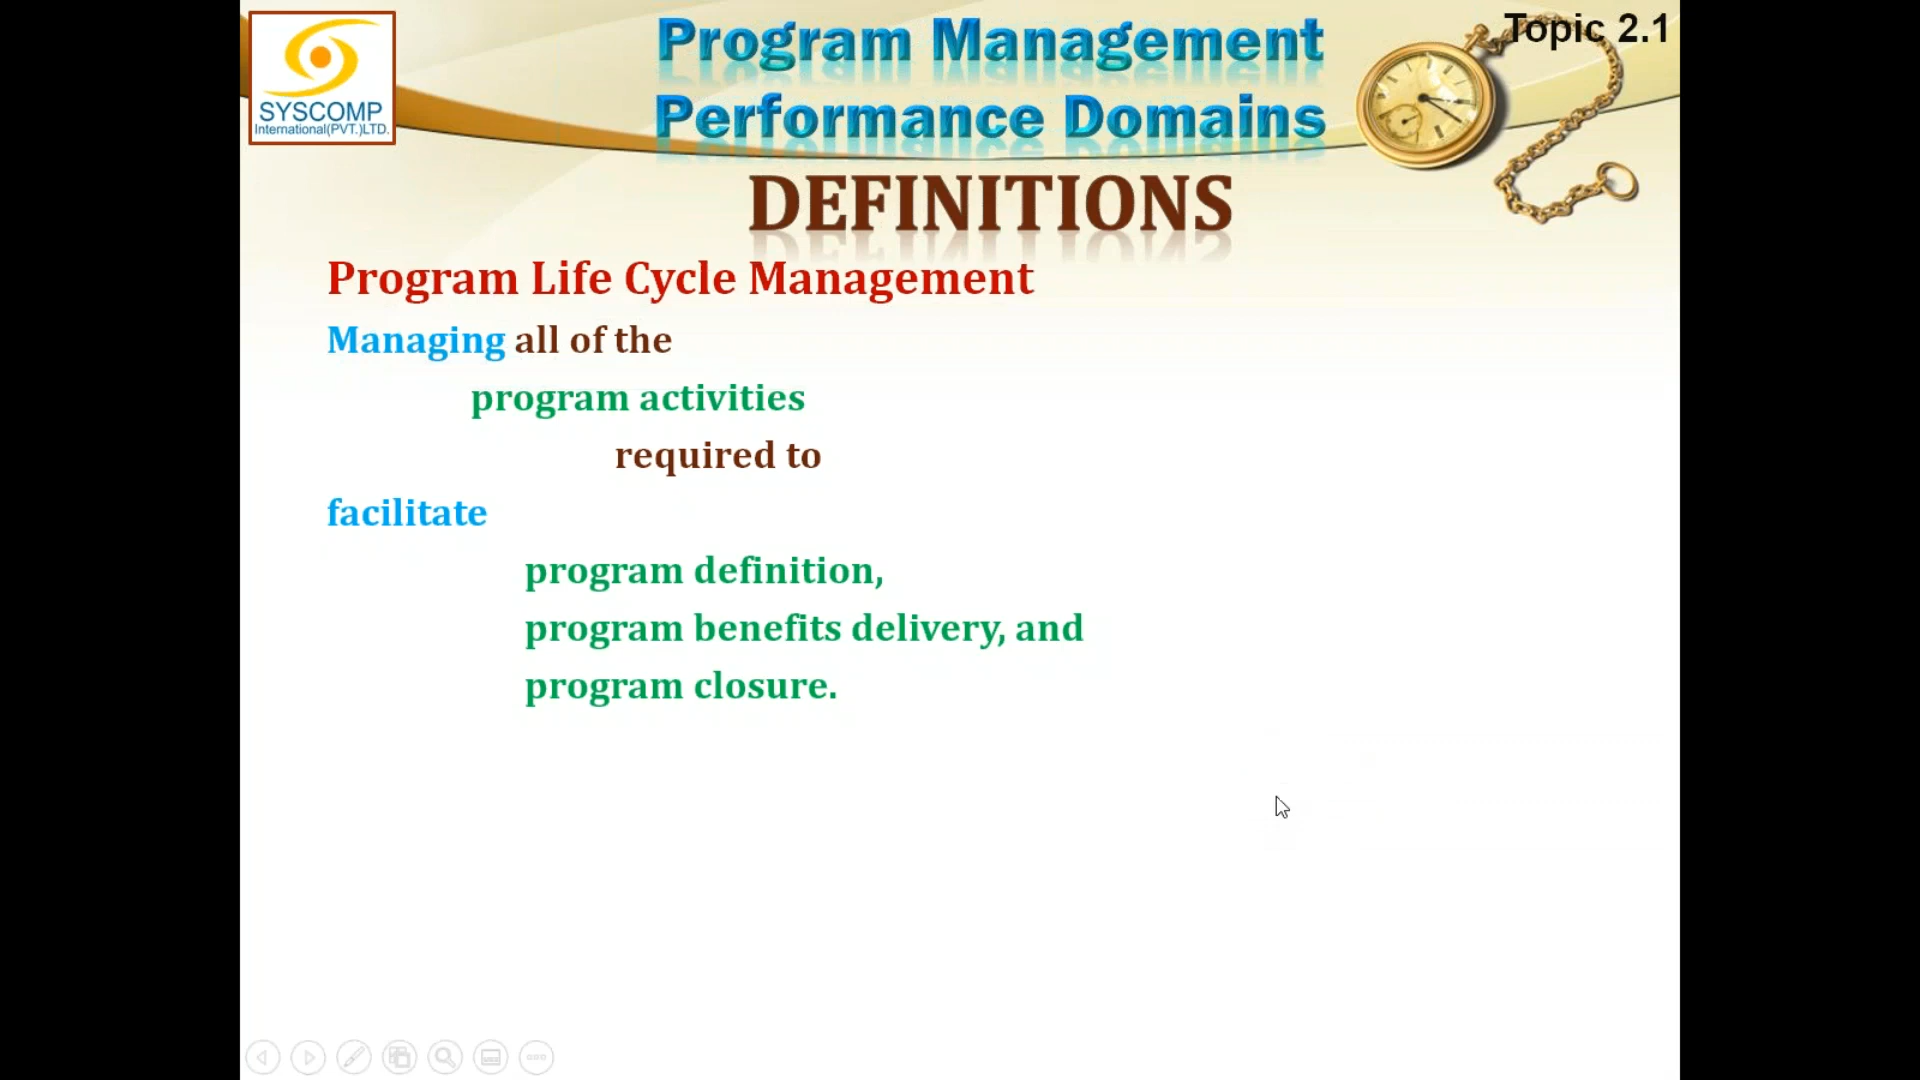 SYSCOMP
International(PVT.)LTD.
Program Management
Performance Domains
Topic 2.1
DEFINITIONS
Program Life Cycle Management
Managing all of the
program activities
required to
facilitate
program definition,
program benefits delivery, and
program closure.